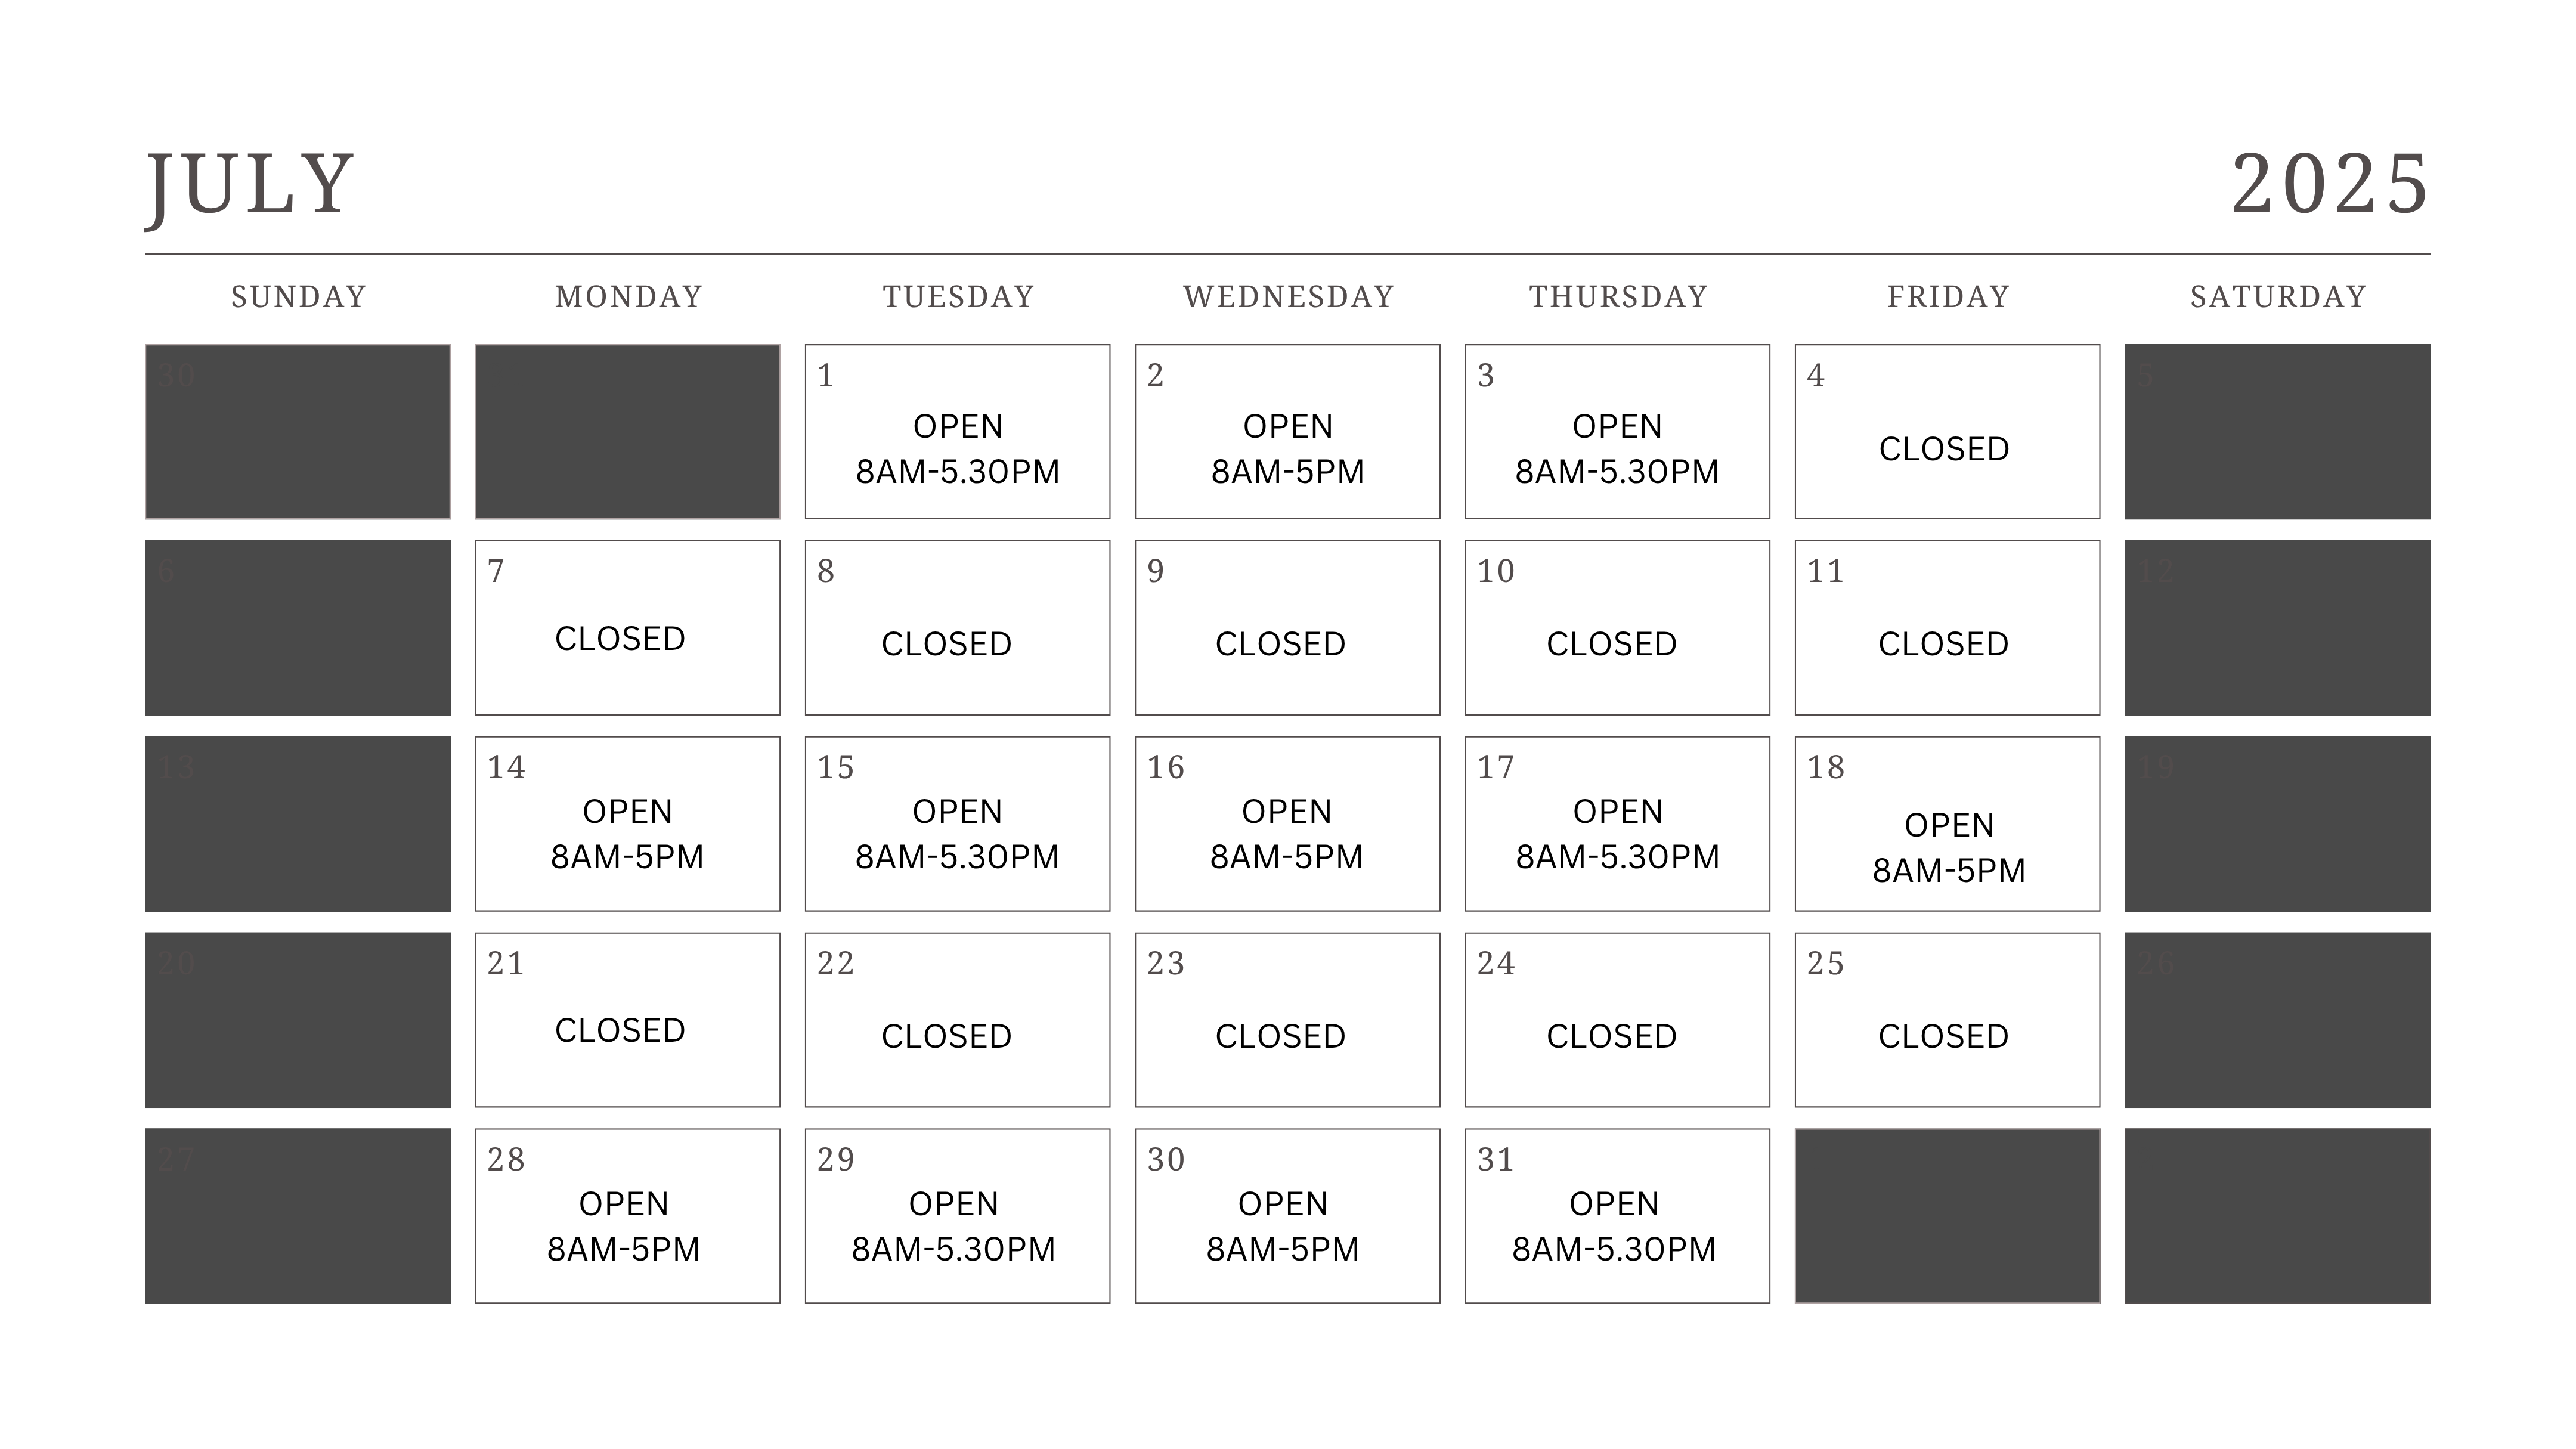 JULY 2025
SUNDAY MONDAY TUESDAY WEDNESDAY THURSDAY FRIDAY SATURDAY
30 1 2 3 4 5
OPEN OPEN OPEN CLOSED
8AM-5.30PM 8AM-5PM 8AM-5.30PM
6 7 8 9 10 11 12
CLOSED CLOSED CLOSED CLOSED CLOSED
13 14 15 16 17 18 19
OPEN OPEN OPEN OPEN OPEN
8AM-5PM 8AM-5.30PM 8AM-5PM 8AM-5.30PM 8AM-5PM
20 21 22 23 24 25 26
CLOSED CLOSED CLOSED CLOSED CLOSED
27 28 29 30 31
OPEN OPEN OPEN OPEN
8AM-5PM 8AM-5.30PM 8AM-5PM 8AM-5.30PM